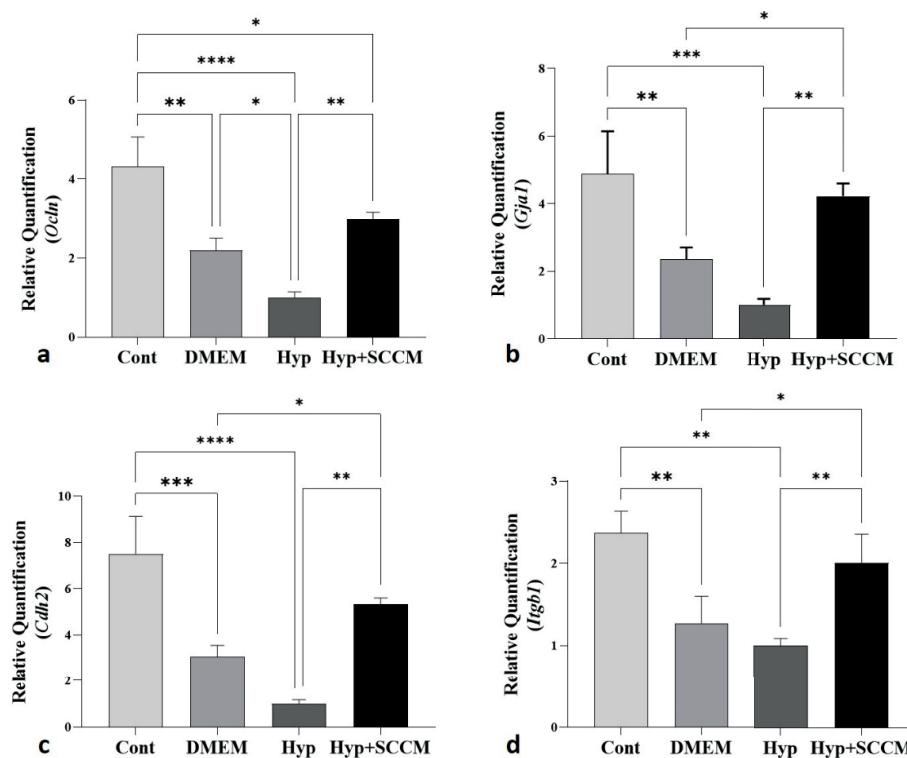 *
****
** * **
6
4
2
0
Relative Quantification
(Ocln)
Cont DMEM Hyp Hyp+SCCM
a
*
***
** **
8
6
4
2
0
Relative Quantification
(Gja1)
Cont DMEM Hyp Hyp+SCCM
b
*
****
*** **
10
8
6
4
2
0
Relative Quantification
(Cdh2)
Cont DMEM Hyp Hyp+SCCM
c
*
**
** **
3
2
1
0
Relative Quantification
(Itgb1)
Cont DMEM Hyp Hyp+SCCM
d